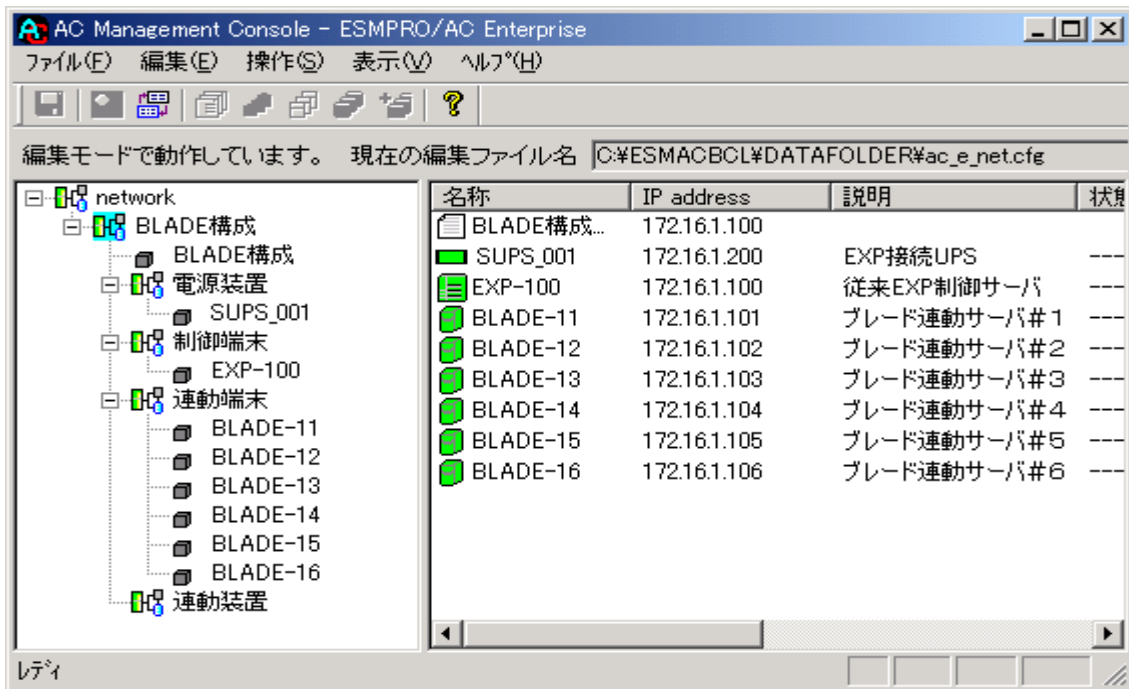 AC Management Console - ESMPRO/AC Enterprise
ファイル(F) 編集(E) 操作(S) 表示(V) ヘルプ(H)
編集モードで動作しています。 現在の編集ファイル名 C:¥ESMACBCL¥DATAFOLDER¥ac_e_net.cfg
network
BLADE構成
BLADE構成
電源装置
SUPS_001
制御端末
EXP-100
連動端末
BLADE-11
BLADE-12
BLADE-13
BLADE-14
BLADE-15
BLADE-16
連動装置
名称 IP address 説明 状態
BLADE構成... 172.16.1.100
SUPS_001 172.16.1.200 EXP接続UPS ---
EXP-100 172.16.1.100 従来EXP制御サーバ ---
BLADE-11 172.16.1.101 ブレード連動サーバ#１ ---
BLADE-12 172.16.1.102 ブレード連動サーバ#２ ---
BLADE-13 172.16.1.103 ブレード連動サーバ#３ ---
BLADE-14 172.16.1.104 ブレード連動サーバ#４ ---
BLADE-15 172.16.1.105 ブレード連動サーバ#５ ---
BLADE-16 172.16.1.106 ブレード連動サーバ#６ ---
レディ